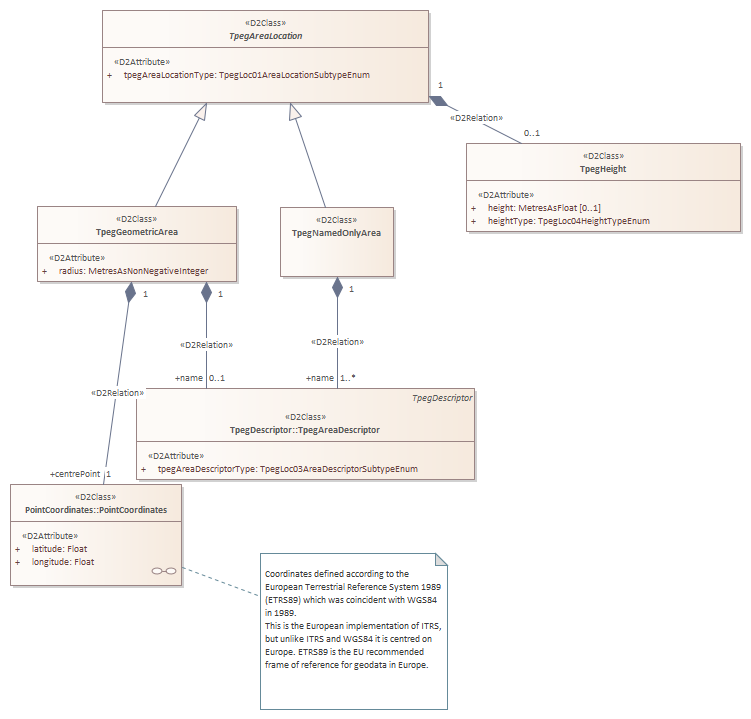 «D2Class»
TpegAreaLocation
«D2Attribute»
+ tpegAreaLocationType: TpegLoc01AreaLocationSubtypeEnum
1
«D2Relation»
0..1
«D2Class»
TpegHeight
«D2Attribute»
+ height: MetresAsFloat [0..1]
+ heightType: TpegLoc04HeightTypeEnum
«D2Class»
TpegGeometricArea
«D2Attribute»
+ radius: MetresAsNonNegativeInteger
«D2Class»
TpegNamedOnlyArea
1
1
1
«D2Relation»
«D2Relation»
+name 0..1
+name 1..*
«D2Relation»
TpegDescriptor
«D2Class»
TpegDescriptor::TpegAreaDescriptor
«D2Attribute»
+ tpegAreaDescriptorType: TpegLoc03AreaDescriptorSubtypeEnum
+centrePoint 1
«D2Class»
PointCoordinates::PointCoordinates
«D2Attribute»
+ latitude: Float
+ longitude: Float
Coordinates defined according to the
European Terrestrial Reference System 1989
(ETRS89) which was coincident with WGS84
in 1989.
This is the European implementation of ITRS,
but unlike ITRS and WGS84 it is centred on
Europe. ETRS89 is the EU recommended
frame of reference for geodata in Europe.